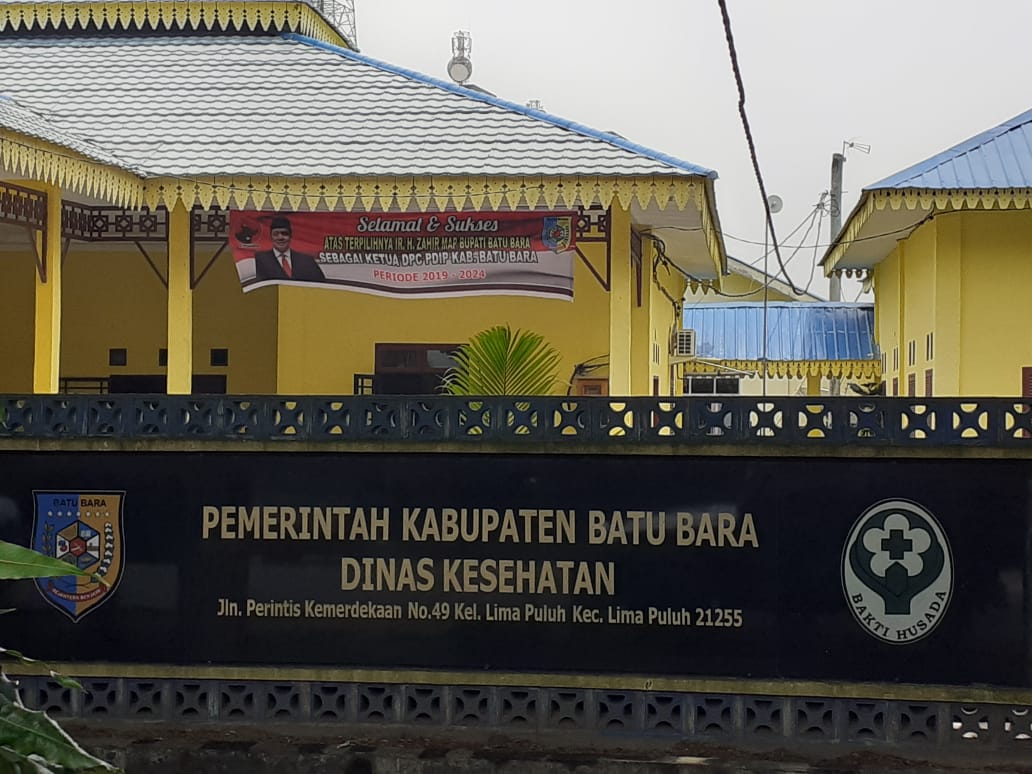 Selamat & Sukses
ATAS TERPILIHNYA IR. H. ZAHIR.MAP BUPATI BATU BARA
SEBAGAI KETUA DPC PDIP KAB. BATU BARA
PERIODE 2019 - 2024
BATU BARA
PEMERINTAH KABUPATEN BATU BARA
DINAS KESEHATAN
Jln. Perintis Kemerdekaan No.49 Kel. Lima Puluh Kec. Lima Puluh 21255
BAKTI HUSADA